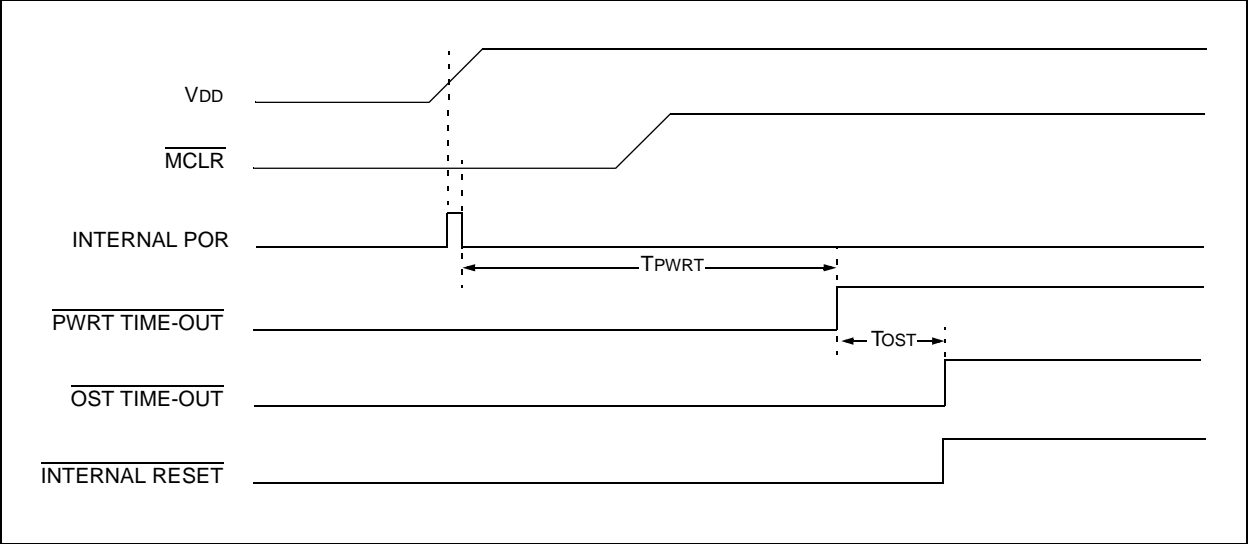 VDD
MCLR
INTERNAL POR
TPWRT
PWRT TIME-OUT
TOST
OST TIME-OUT
INTERNAL RESET